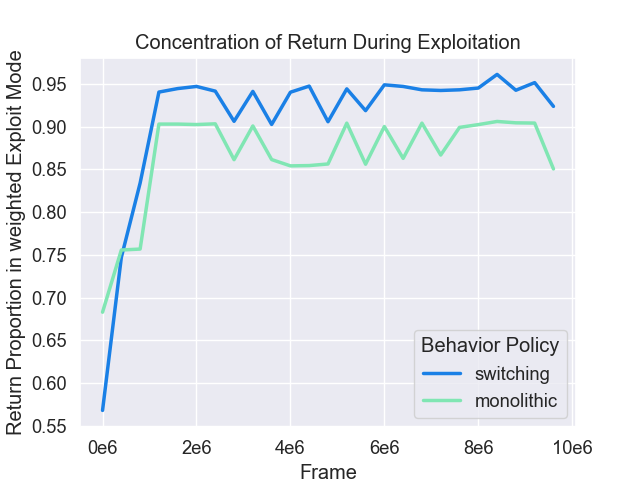 Concentration of Return During Exploitation
Return Proportion in weighted Exploit Mode
0.95
0.90
0.85
0.80
0.75
0.70
0.65
0.60
0.55
Behavior Policy
switching
monolithic
0e6 2e6 4e6 6e6 8e6 10e6
Frame